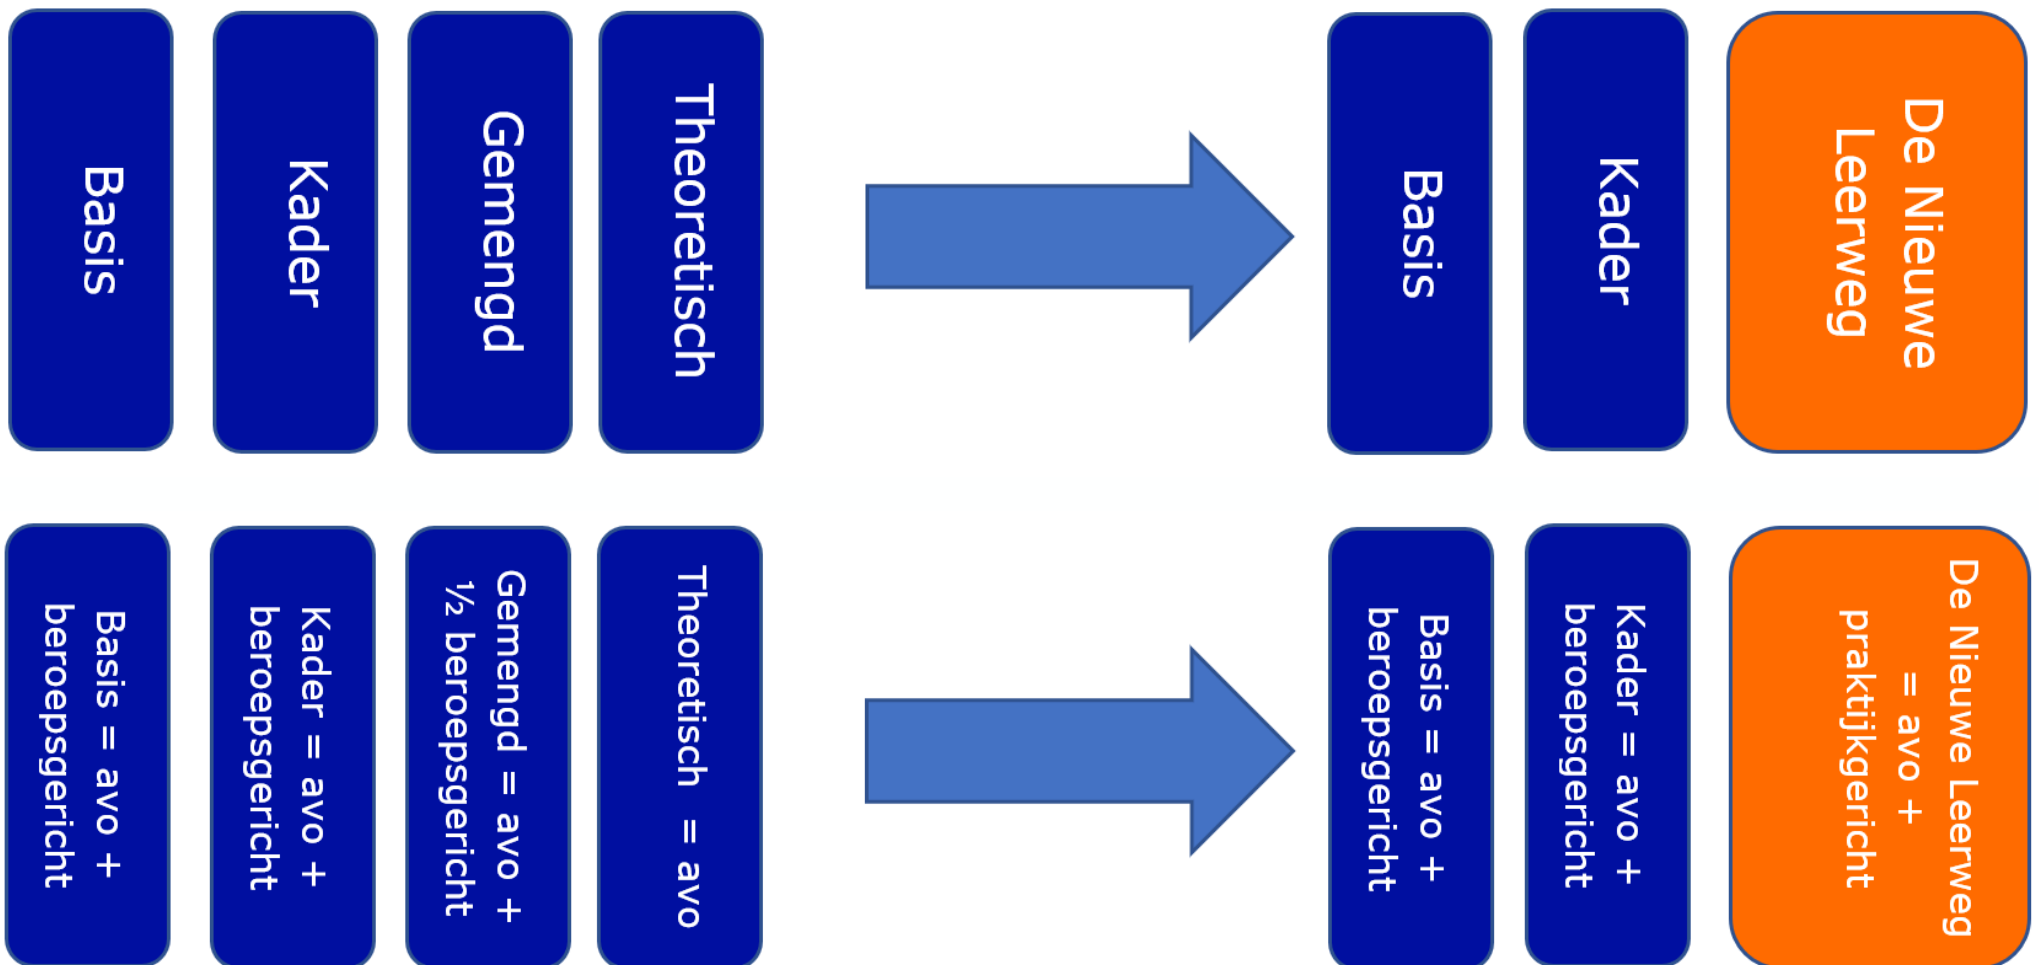 Basis
Kader
Gemengd
Theoretisch
Basis
Kader
De Nieuwe
Leerweg
Basis = avo +
beroepsgericht
Kader = avo +
beroepsgericht
Gemengd = avo +
½ beroepsgericht
Theoretisch = avo
Basis = avo +
beroepsgericht
Kader = avo +
beroepsgericht
De Nieuwe Leerweg
= avo +
praktijkgericht